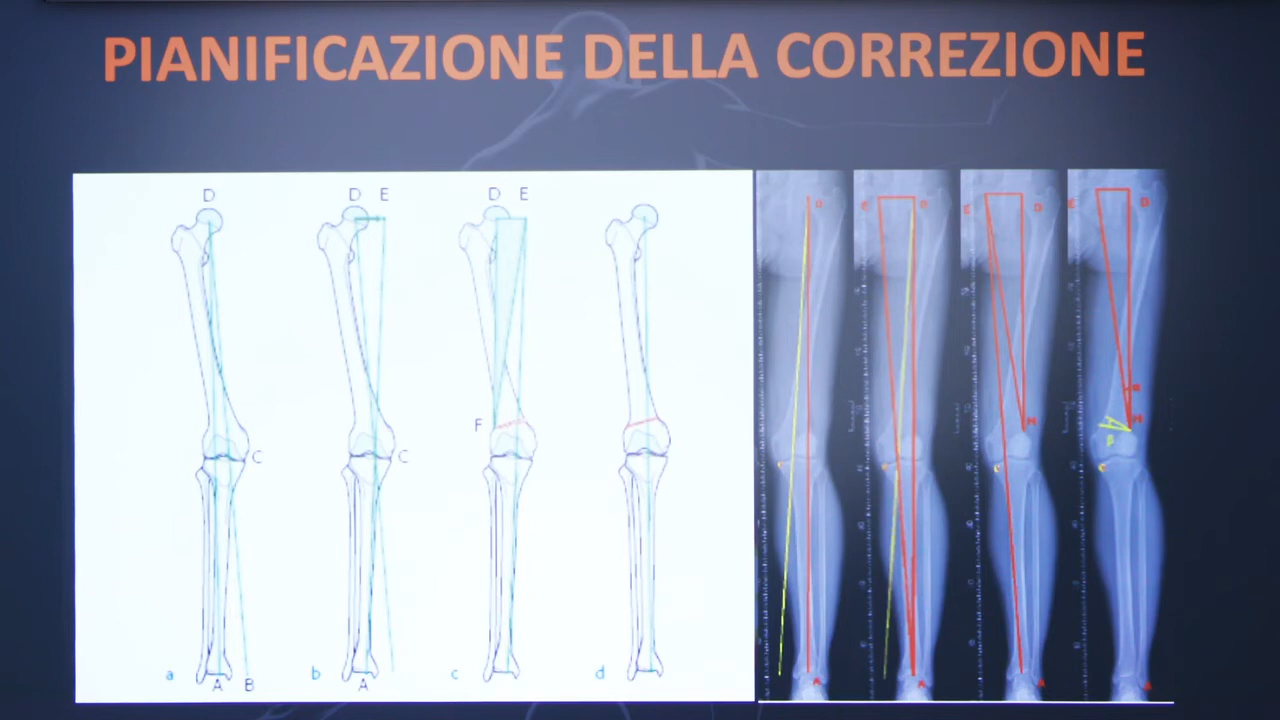 PIANIFICAZIONE DELLA CORREZIONE
D D E D E
E D E D E D
F
C C
M M
a A B b A c d
A A A A